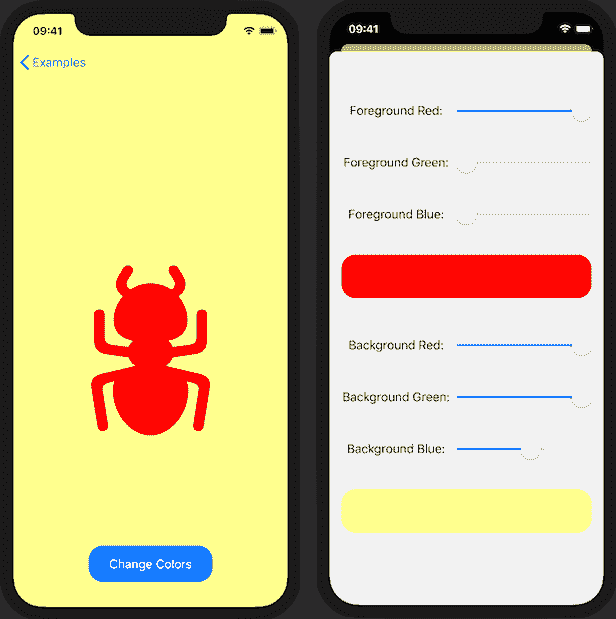 09:41
Examples
Change Colors
09:41
Foreground Red:
Foreground Green:
Foreground Blue:
Background Red:
Background Green:
Background Blue: